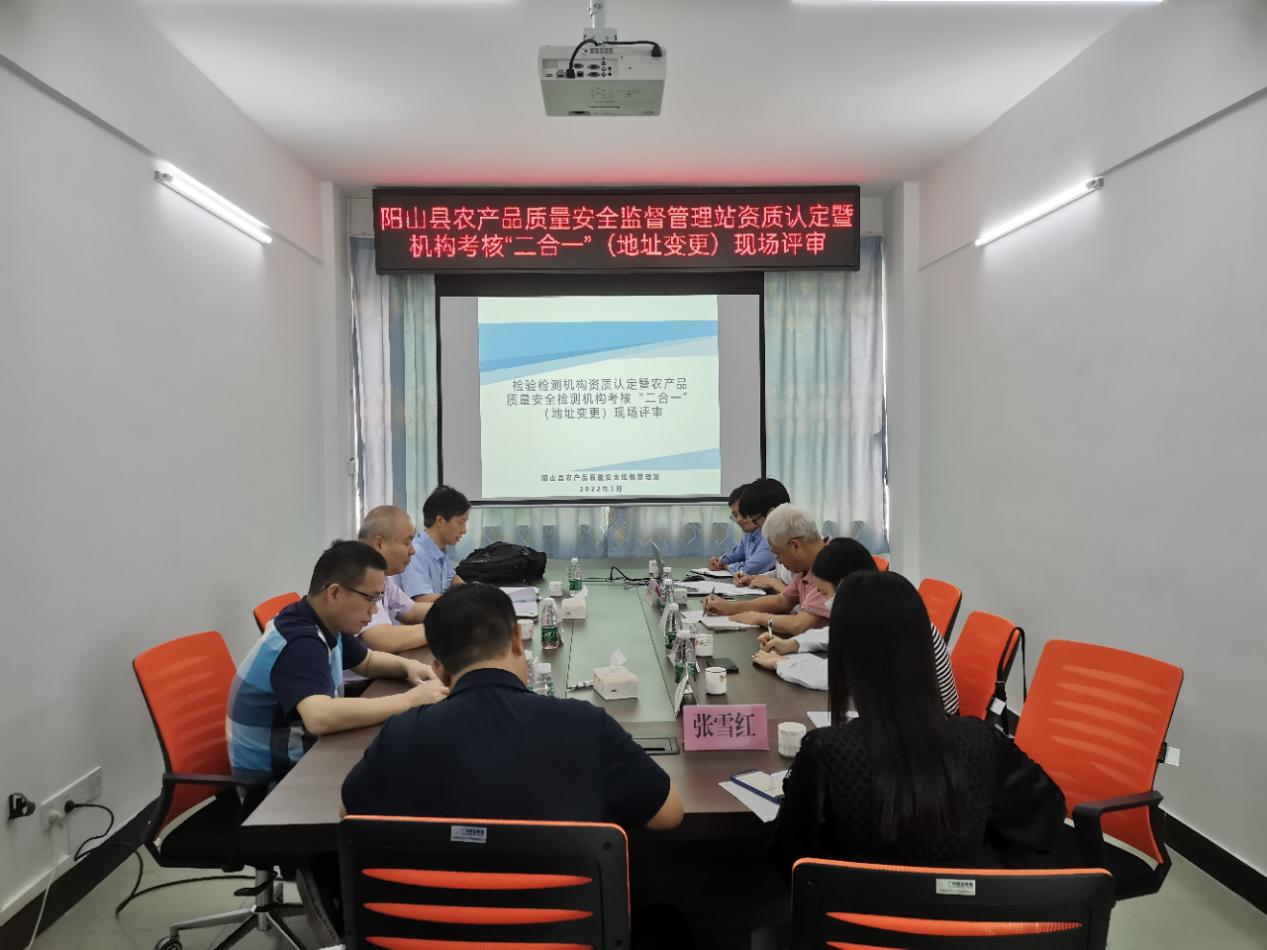 阳山县农产品质量安全监督管理站资质认定暨
机构考核“二合一”（地址变更）现场评审
检验检测机构资质认定暨农产品
质量安全检测机构考核“二合一”
（地址变更）现场评审
阳山县农产品质量安全监督管理站
2022年5月
张雪红